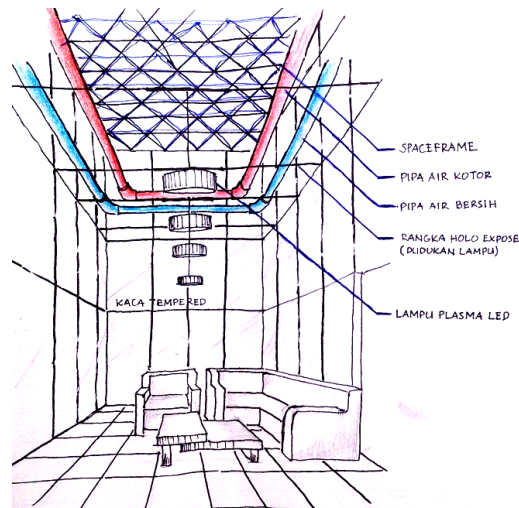 SPACEFRAME
PIPA AIR KOTOR
PIPA AIR BERSIH
RANGKA HOLO EXPOSE
(DUDUKAN LAMPU)
KACA TEMPERED
LAMPU PLASMA LED